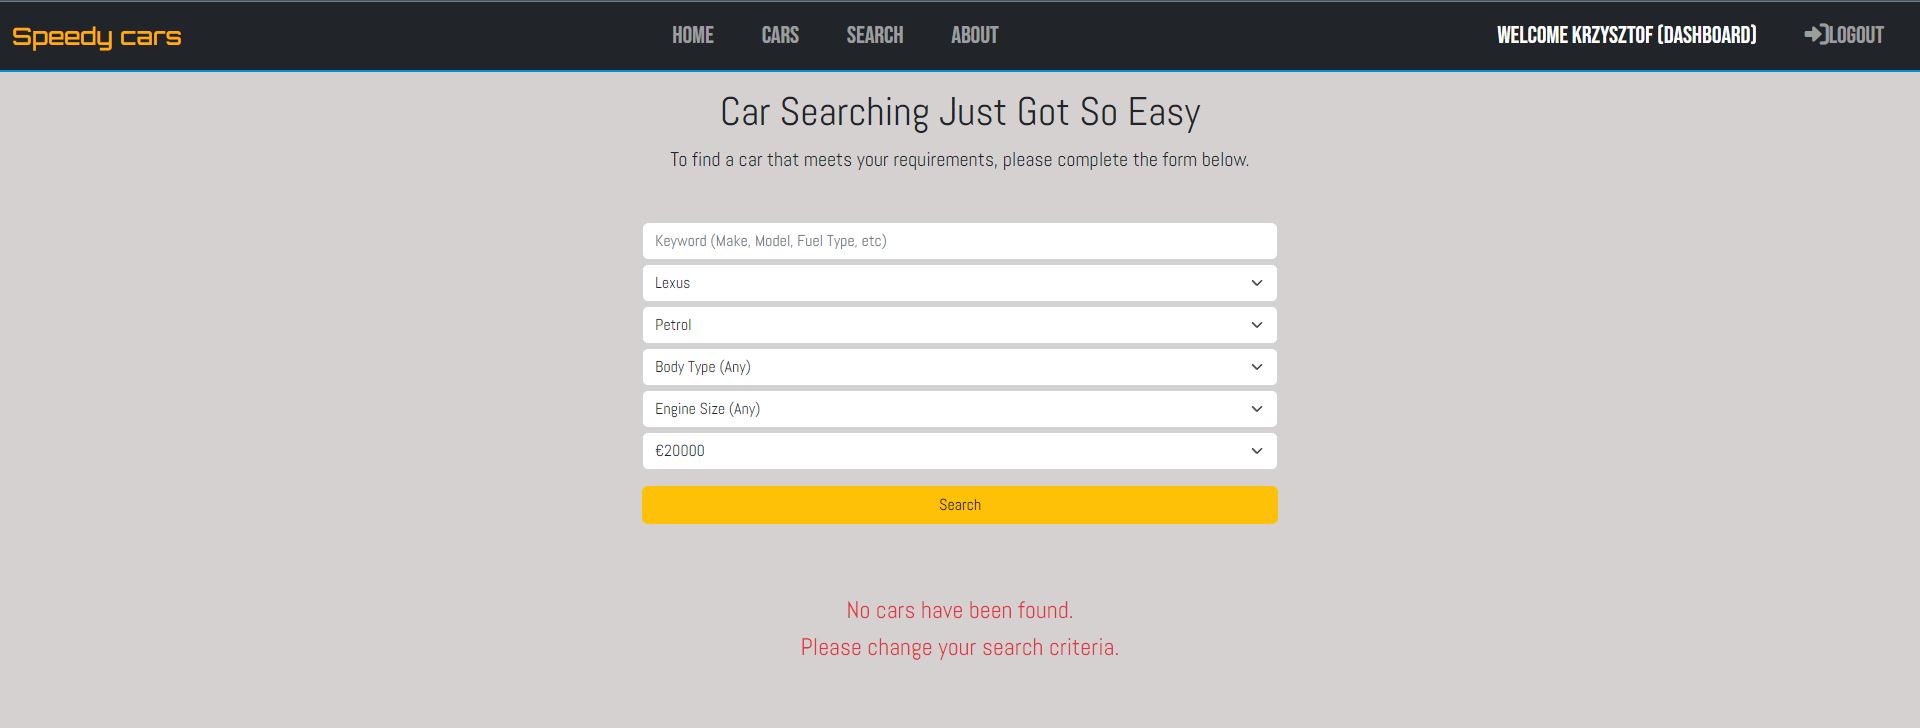 Speedy cars HOME CARS SEARCH ABOUT WELCOME KRZYSZTOF (DASHBOARD) LOGOUT
Car Searching Just Got So Easy
To find a car that meets your requirements, please complete the form below.
Keyword (Make, Model, Fuel Type, etc)
Lexus
Petrol
Body Type (Any)
Engine Size (Any)
€20000
Search
No cars have been found.
Please change your search criteria.